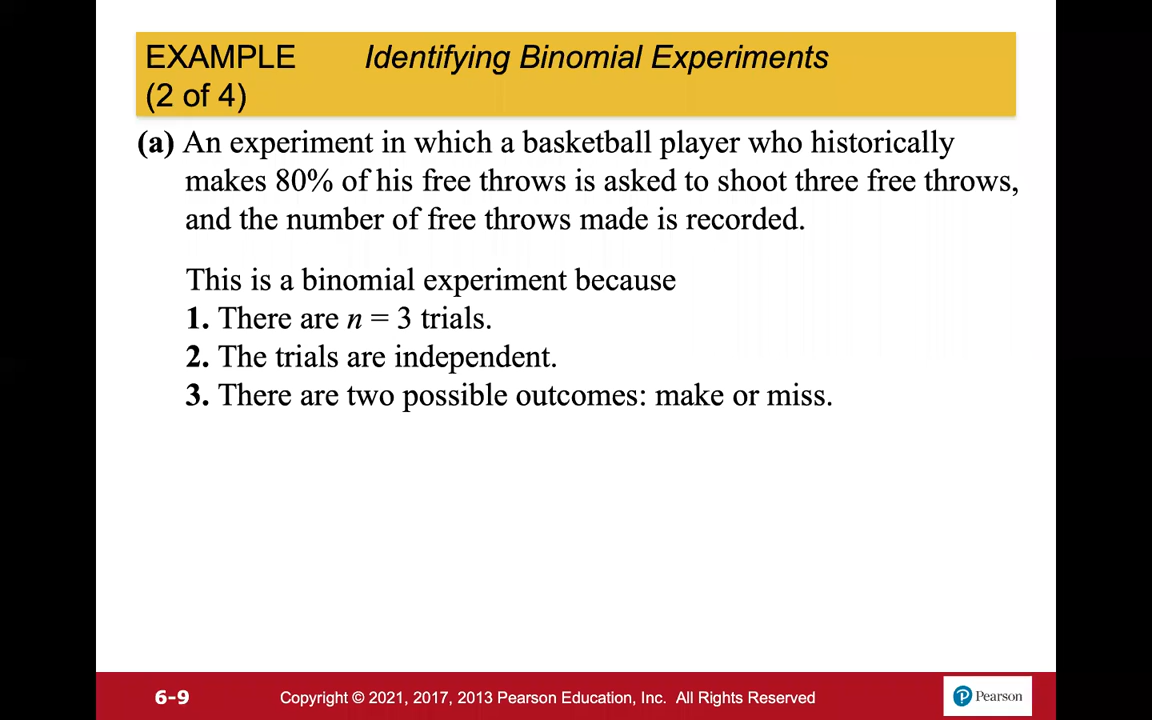 EXAMPLE Identifying Binomial Experiments
(2 of 4)
(a) An experiment in which a basketball player who historically
makes 80% of his free throws is asked to shoot three free throws,
and the number of free throws made is recorded.
This is a binomial experiment because
1. There are n = 3 trials.
2. The trials are independent.
3. There are two possible outcomes: make or miss.
6-9 Copyright © 2021, 2017, 2013 Pearson Education, Inc. All Rights Reserved P Pearson